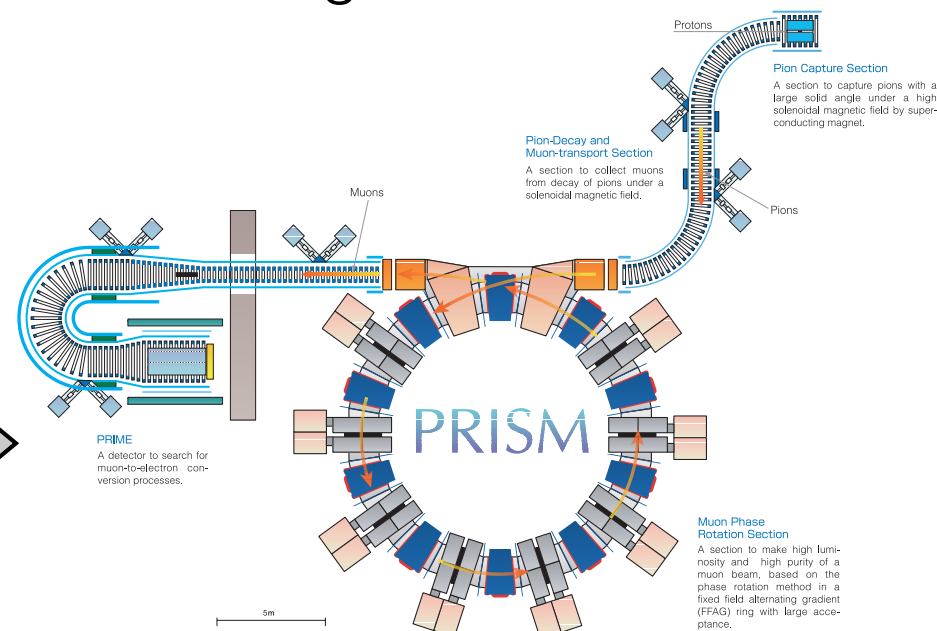 Protons
Pion Capture Section
A section to capture pions with a
large solid angle under a high
solenoidal magnetic field by super-
conducting magnet.
Pion-Decay and
Muon-transport Section
A section to collect muons
from decay of pions under a
solenoidal magnetic field.
Muons
Pions
PRISM
PRIME
A detector to search for
muon-to-electron con-
version processes.
Muon Phase
Rotation Section
A section to make high lumi-
nosity and high purity of a
muon beam, based on the
phase rotation method in a
fixed field alternating gradient
(FFAG) ring with large acce-
ptance.
5m